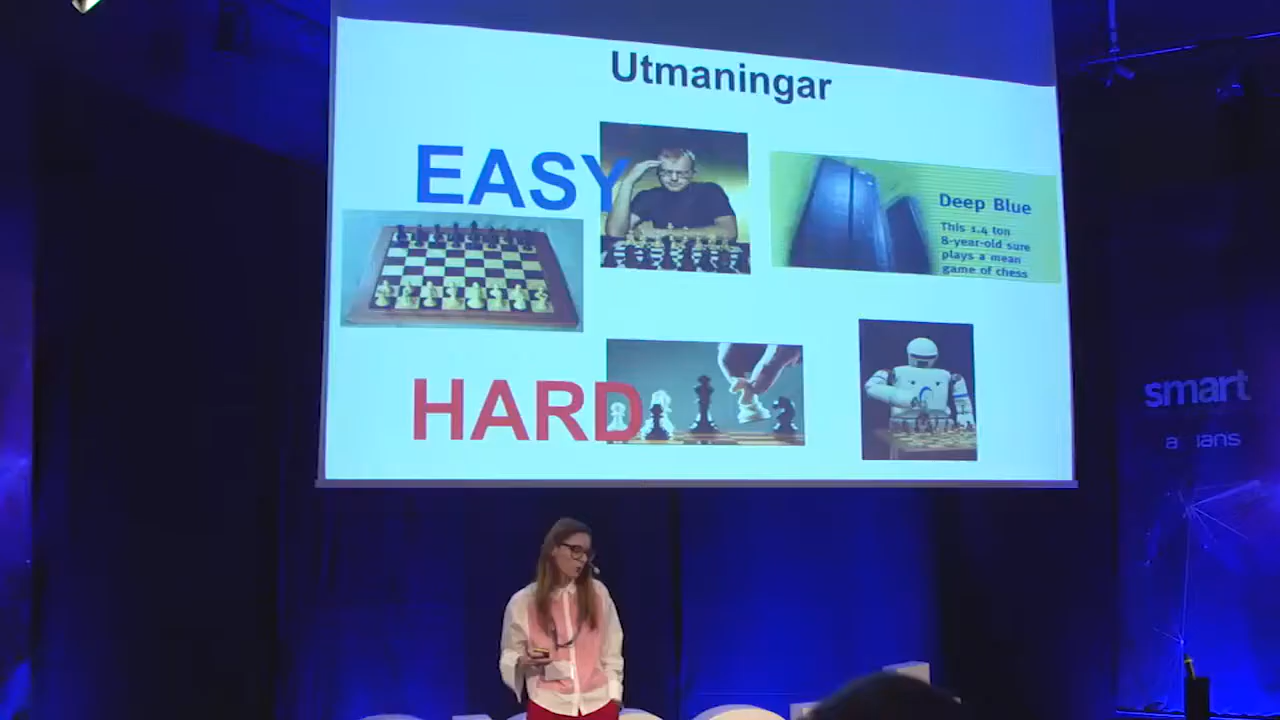 Utmaningar
EASY
Deep Blue
This 1.4 ton
8-year-old sure
plays a mean
game of chess
HARD
smart